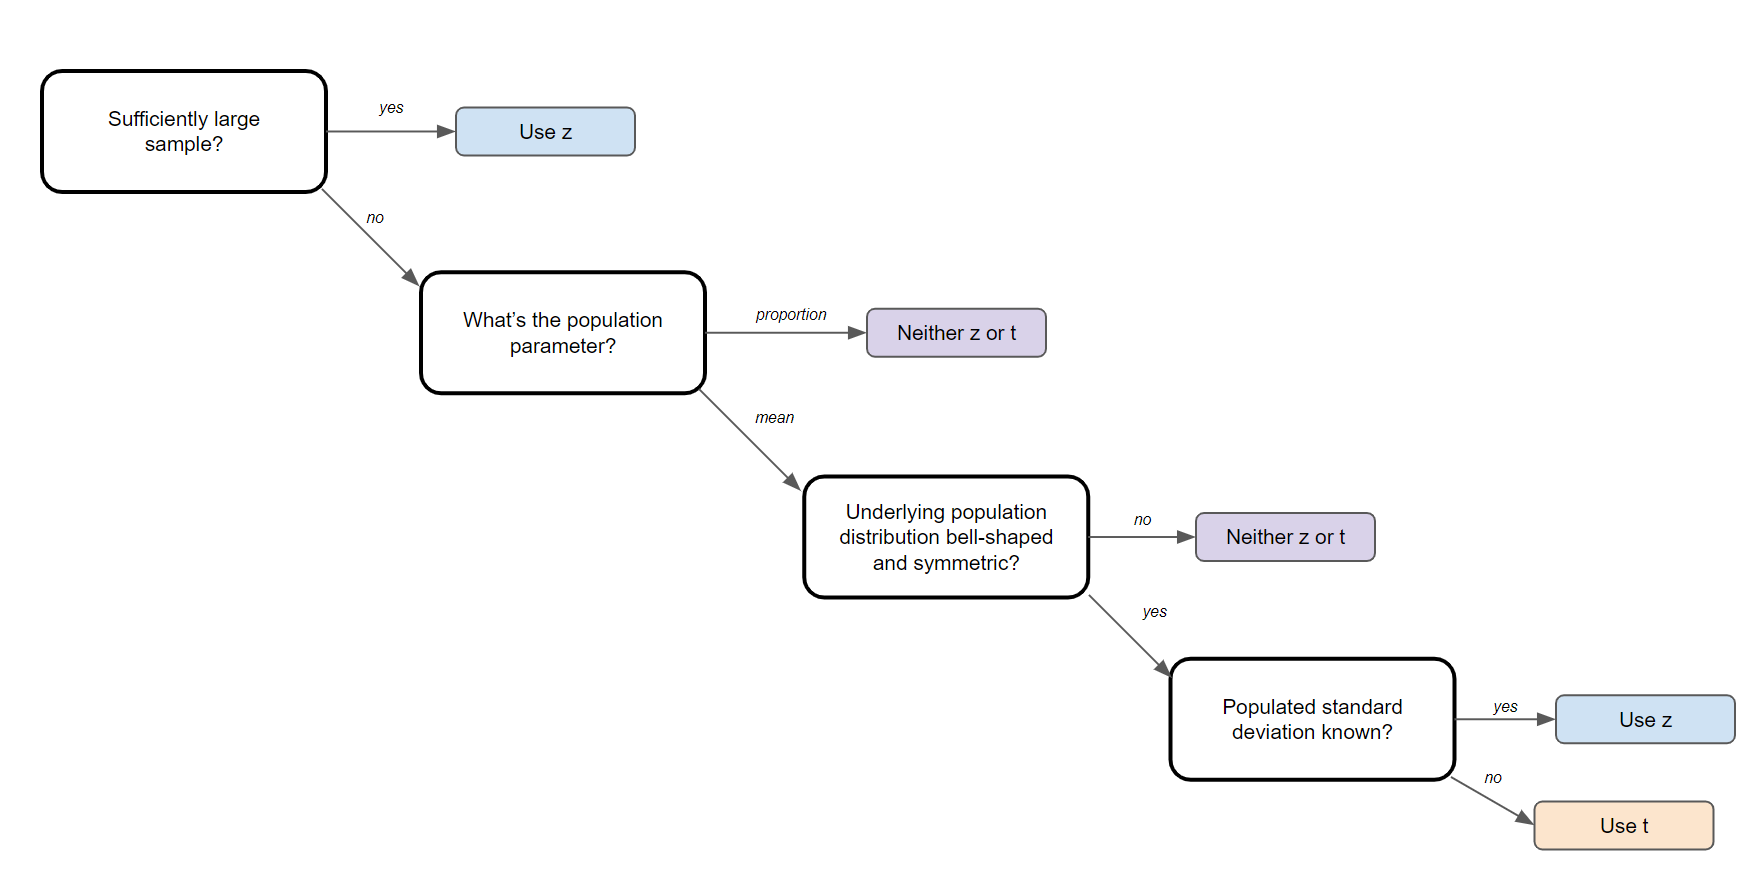 Sufficiently large
sample?
yes
Use z
no
What’s the population
parameter?
proportion
Neither z or t
mean
Underlying population
distribution bell-shaped
and symmetric?
no
Neither z or t
yes
Populated standard
deviation known?
yes
Use z
no
Use t